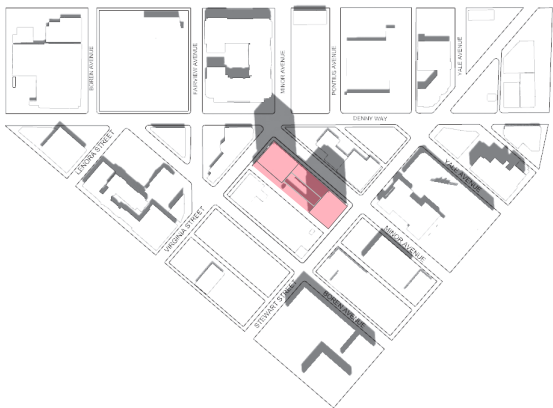 BOREN AVENUE
FAIRVIEW AVENUE
MINOR AVENUE
PONTIUS AVENUE
YALE AVENUE
DENNY WAY
LENORA STREET
YALE AVENUE
VIRGINIA STREET
MINOR AVENUE
STEWART STREET
BOREN AVENUE